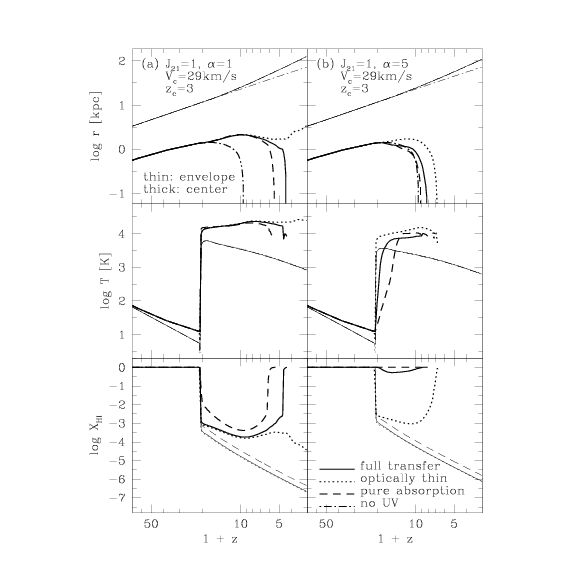 (a) J21=1, α=1
Vc=29km/s
zc=3
(b) J21=1, α=5
Vc=29km/s
zc=3
2
1
0
−1
log r [kpc]
thin: envelope
thick: center
4
3
2
1
log T [K]
0
−1
−2
−3
−4
−5
−6
−7
log XHI
full transfer
optically thin
pure absorption
no UV
50 10 5 50 10 5
1 + z 1 + z